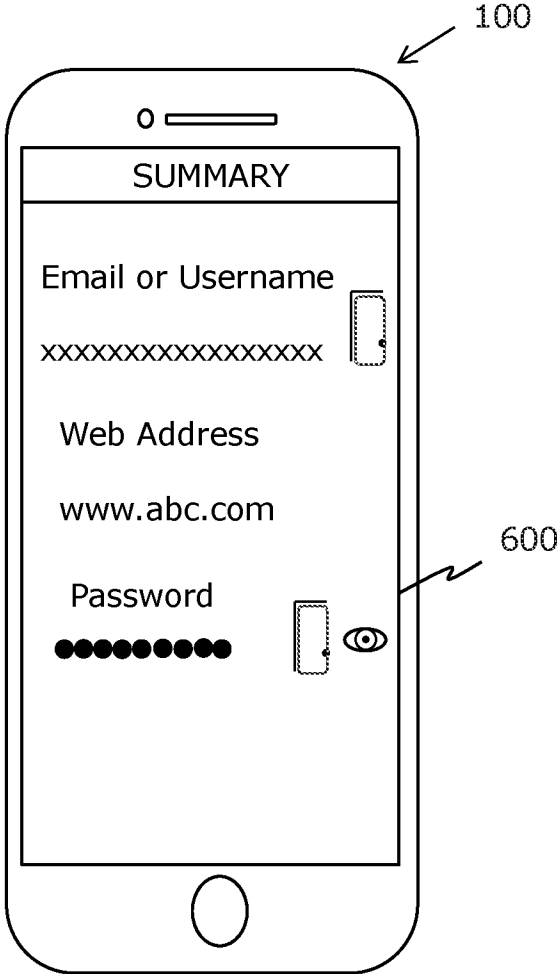 100
SUMMARY
Email or Username
xxxxxxxxxxxxxxxxx
Web Address
www.abc.com
600
Password
●●●●●●●●●